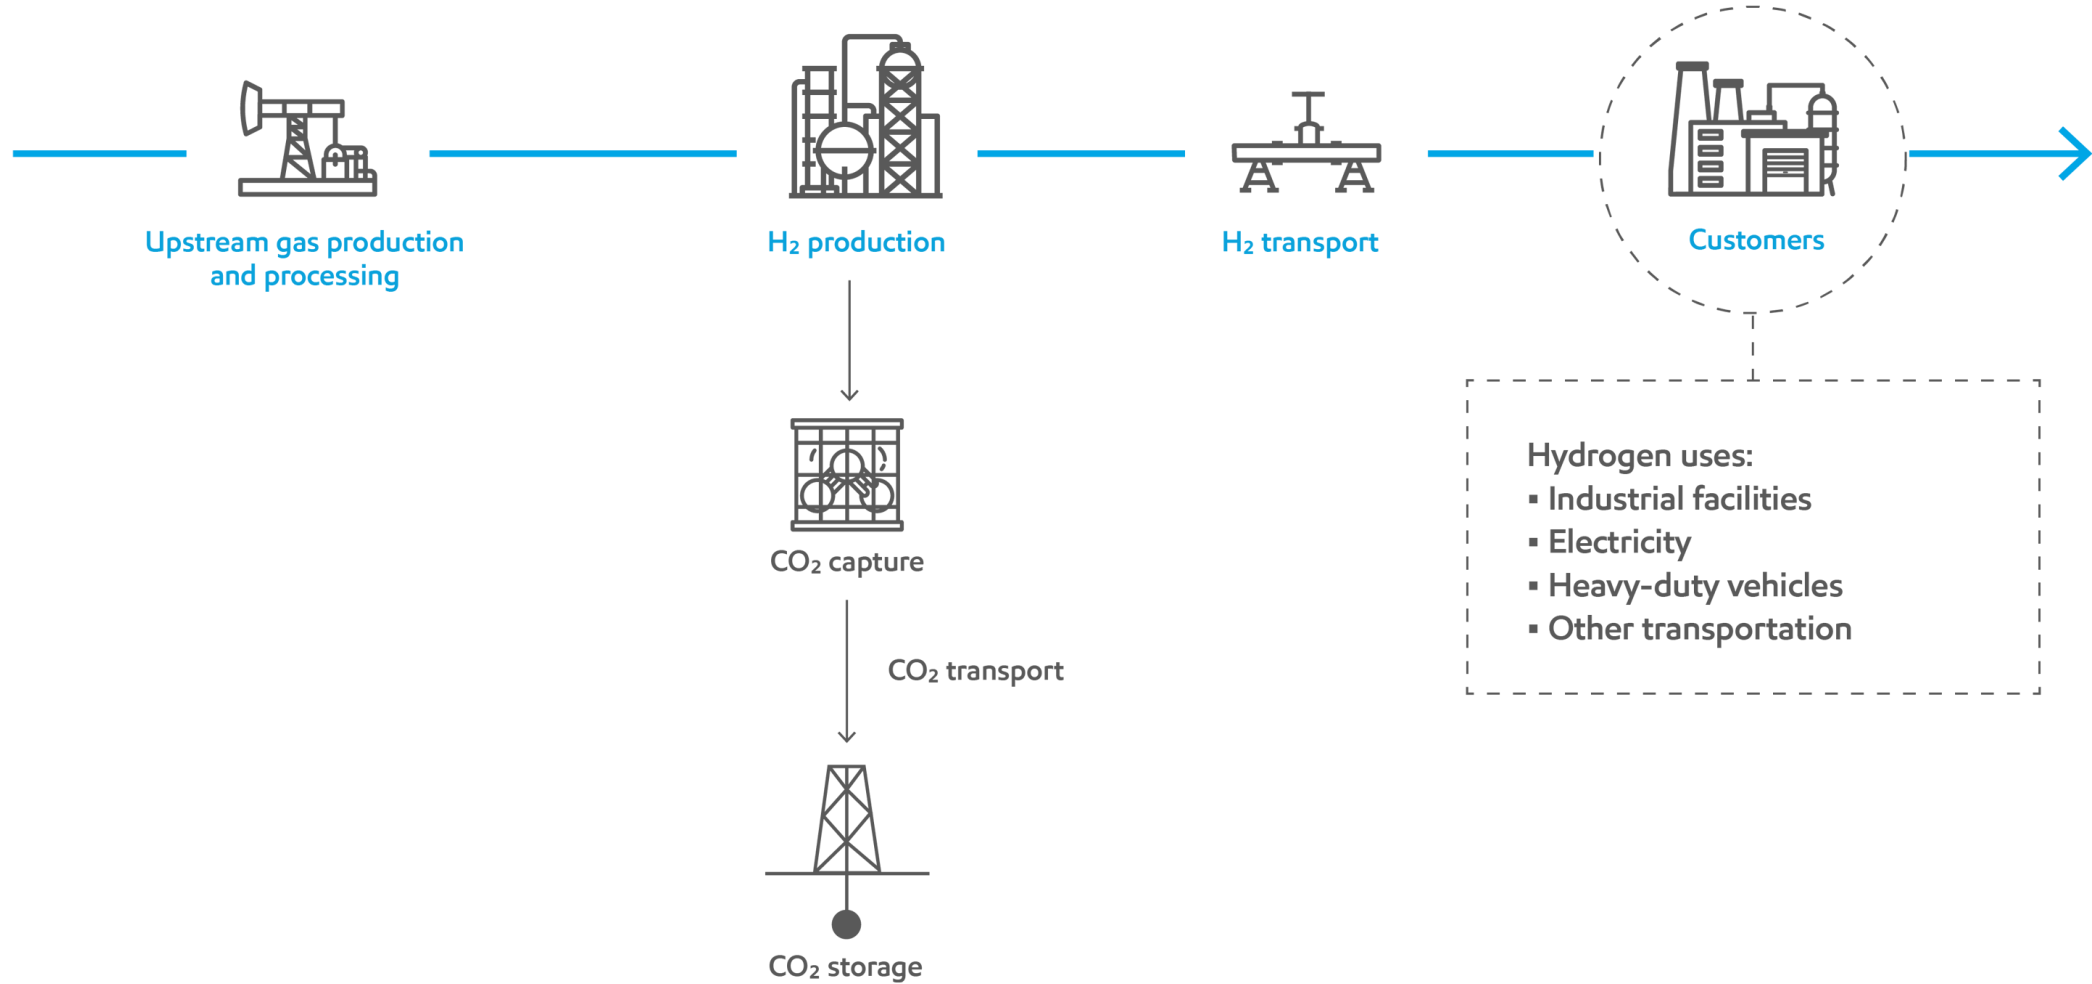 Upstream gas production
and processing
H₂ production
H₂ transport
Customers
CO₂ capture
CO₂ transport
CO₂ storage
Hydrogen uses:
▪ Industrial facilities
▪ Electricity
▪ Heavy-duty vehicles
▪ Other transportation